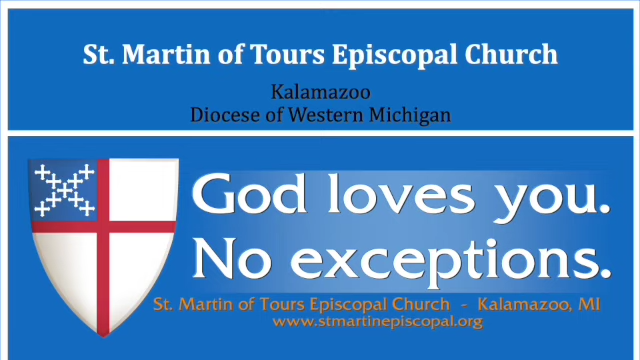 St. Martin of Tours Episcopal Church
Kalamazoo
Diocese of Western Michigan
God loves you.
No exceptions.
St. Martin of Tours Episcopal Church - Kalamazoo, MI
www.stmartinepiscopal.org